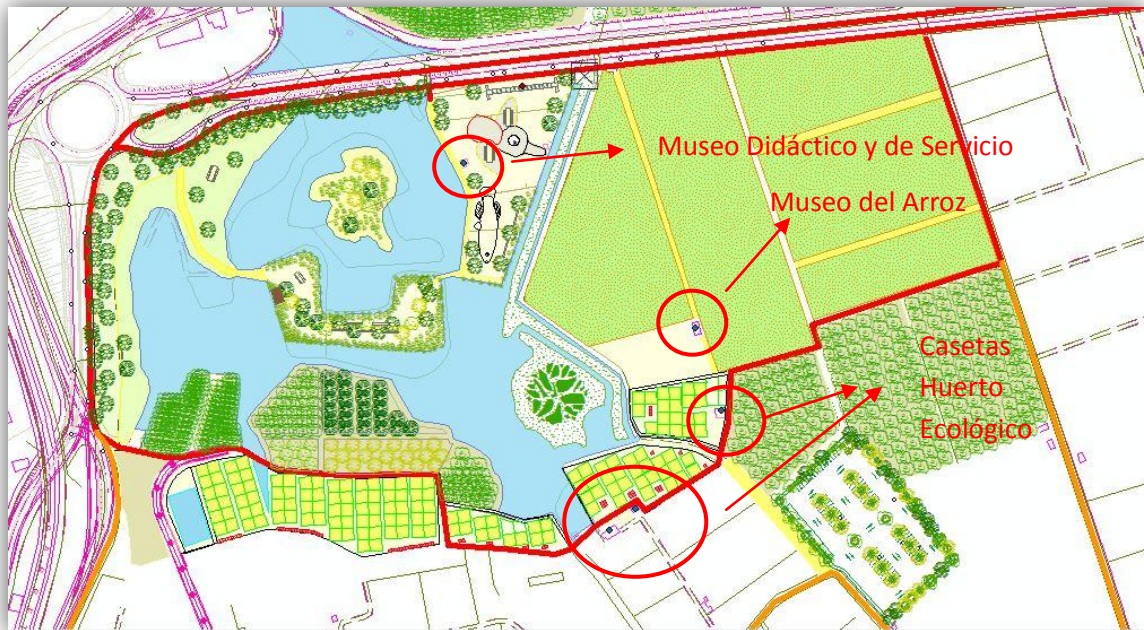 Museo Didáctico y de Servicio
Museo del Arroz
Casetas
Huerto
Ecológico